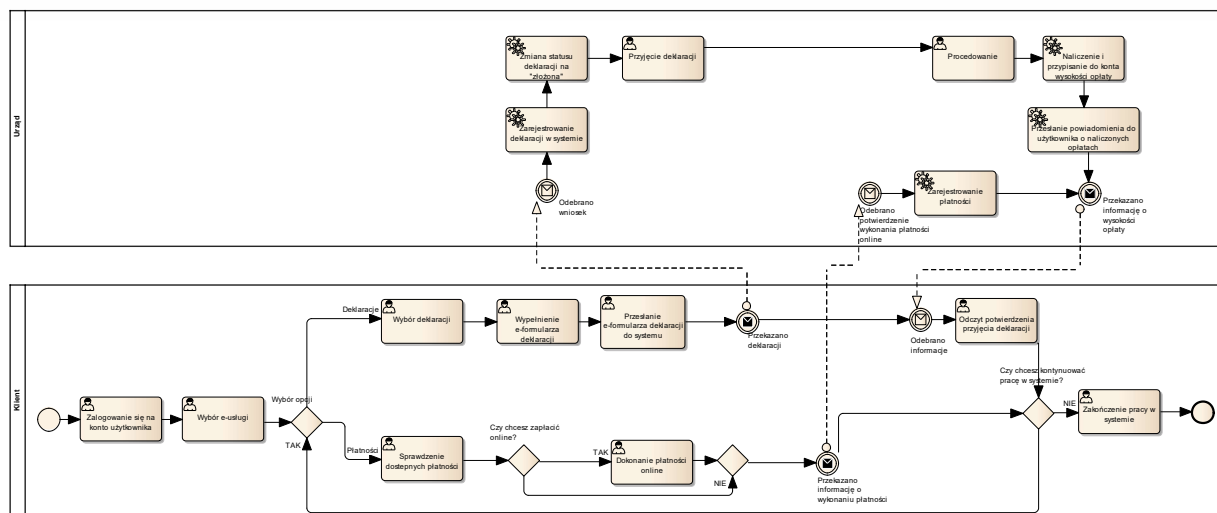 Urząd
Zmiana statusu
deklaracji na
"złożona"
Przyjęcie deklaracji
Procedowanie
Naliczenie i
przypisanie do konta
wysokości opłaty
Zarejestrowanie
deklaracji w systemie
Przesłanie powiadomienia do
użytkownika o naliczonych
opłatach
Odebrano
wniosek
Odebrano
potwierdzenie
wykonania płatności
online
Zarejestrowanie
płatności
Przekazano
informację o
wysokości
opłaty
Klient
Deklaracje
Wybór deklaracji
Wypełnienie
e-formularza
deklaracji
Przesłanie
e-formularza deklaracji
do systemu
Przekazano
deklaracji
Odebrano
informacje
Odczyt potwierdzenia
przyjęcia deklaracji
Czy chcesz kontynuować
pracę w systemie?
Zalogowanie się na
konto użytkownika
Wybór e-usługi
Wybór opcji
TAK
Płatności
Sprawdzenie
dostępnych płatności
Czy chcesz zapłacić
online?
TAK
Dokonanie płatności
online
NIE
Przekazano
informację o
wykonaniu płatności
NIE
Zakończenie pracy w
systemie